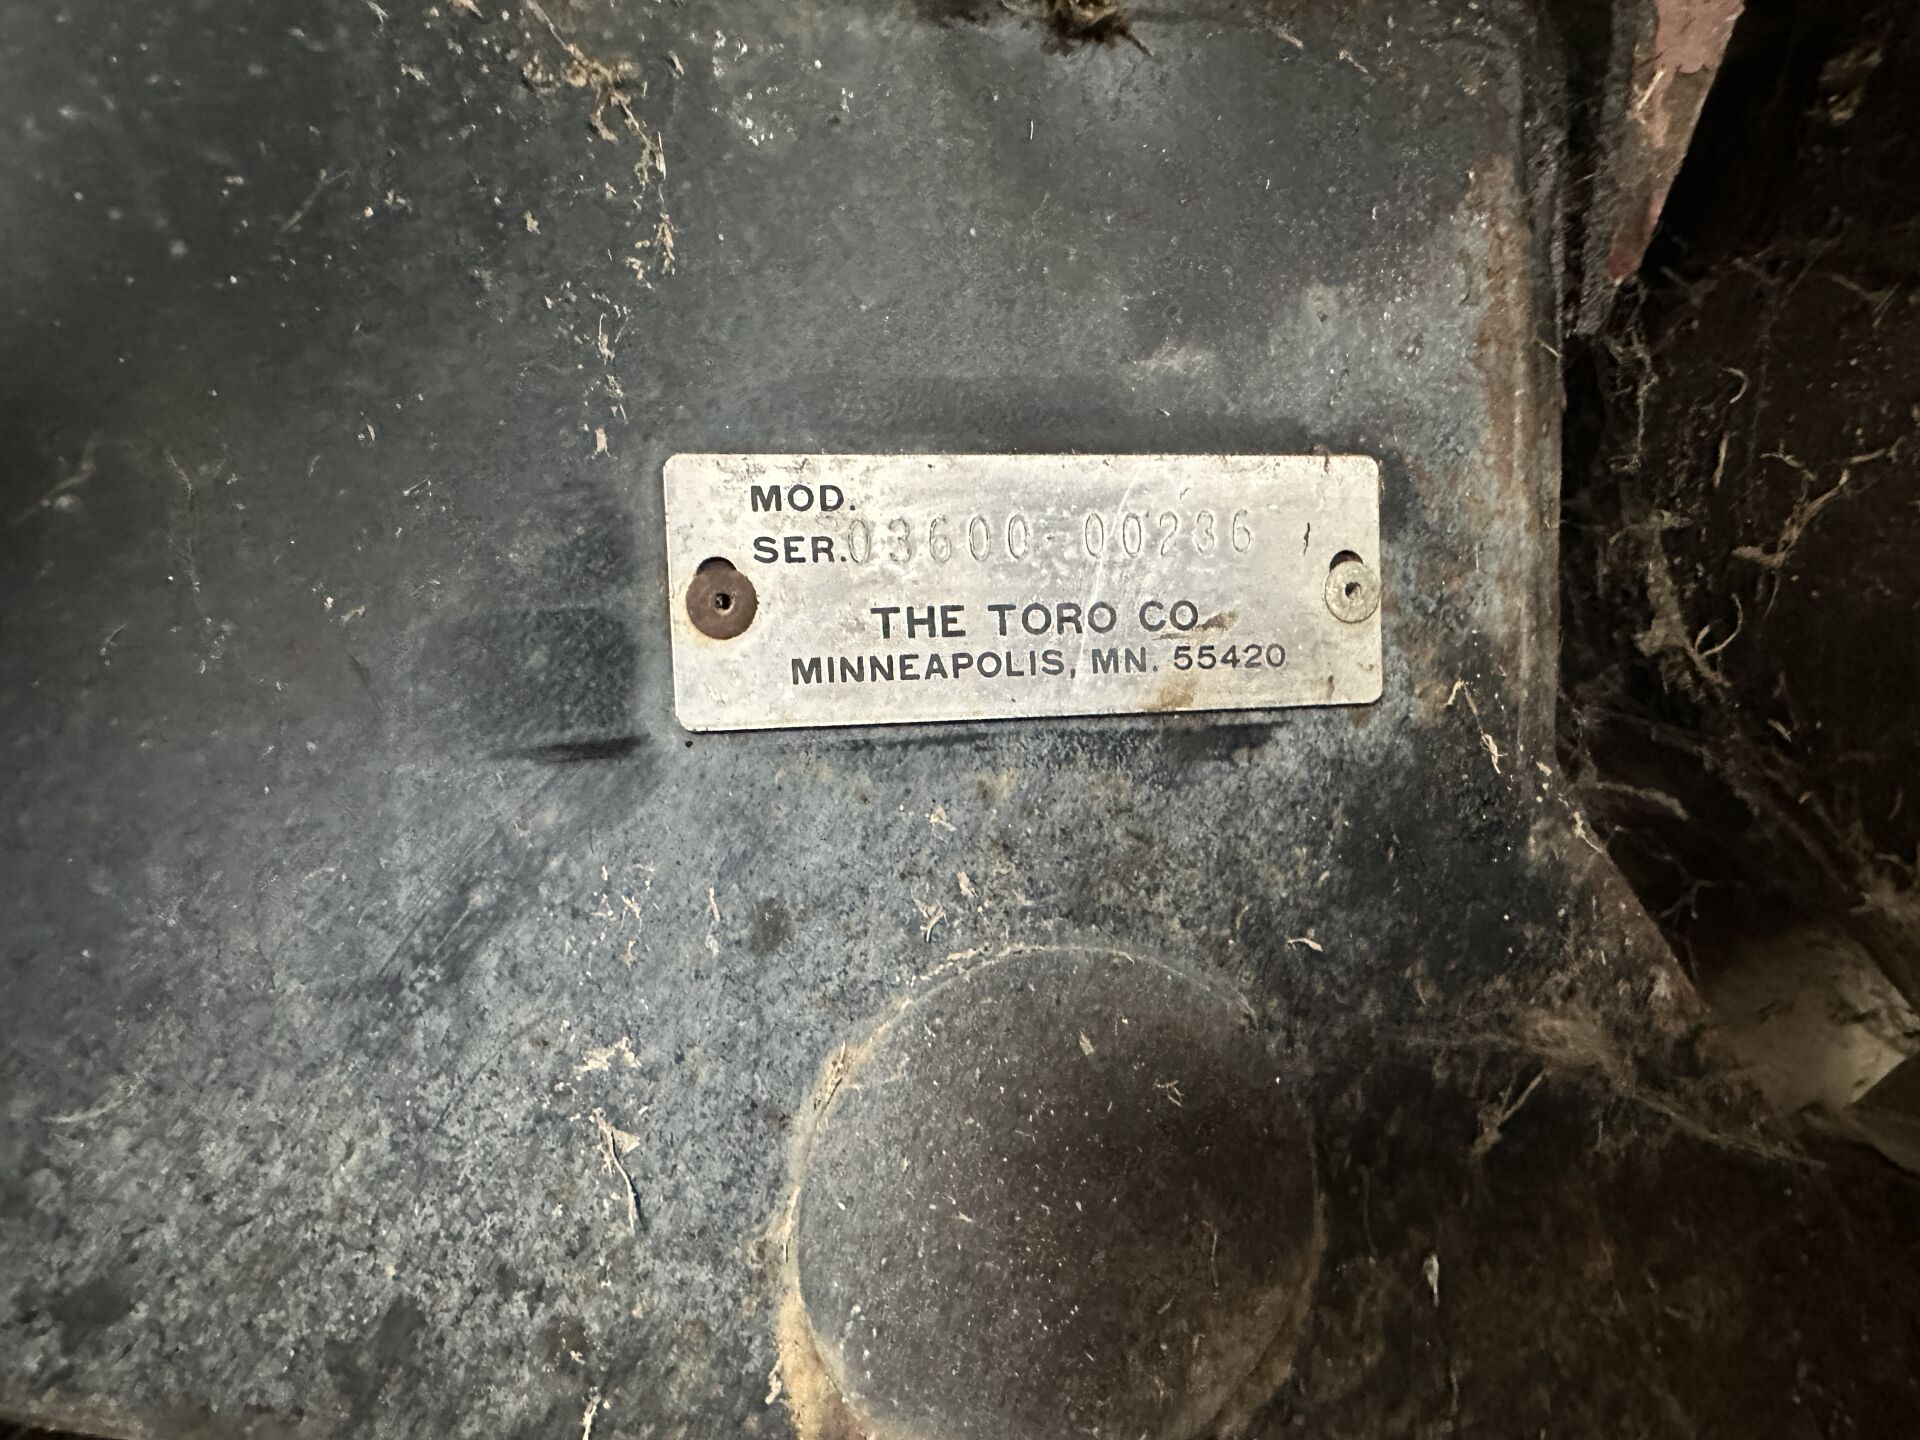 MOD.
SER. 03600-00236
THE TORO CO.
MINNEAPOLIS, MN. 55420